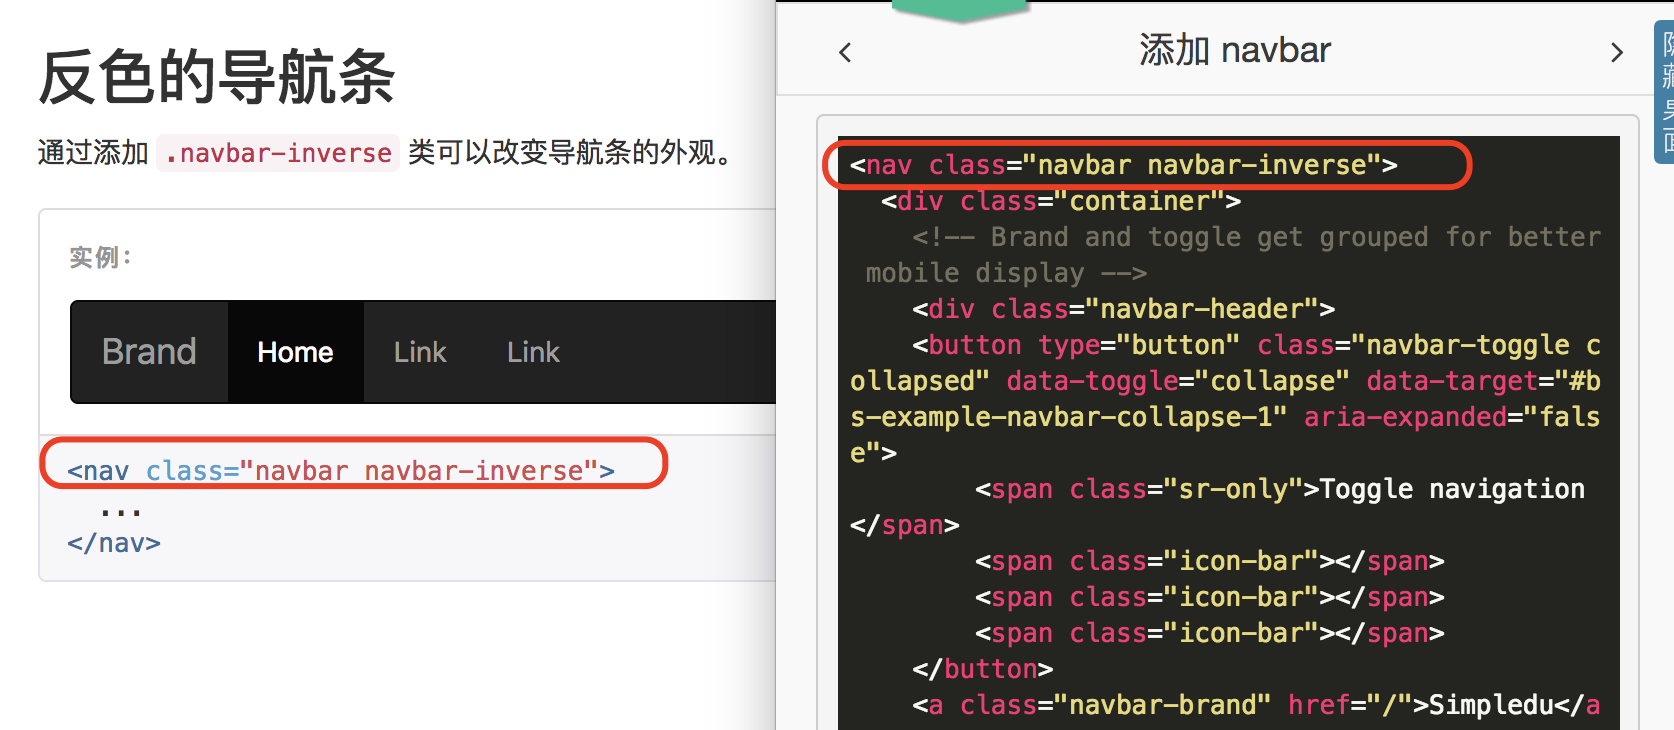 反色的导航条
通过添加 .navbar-inverse 类可以改变导航条的外观。
实例：
Brand Home Link Link
<nav class="navbar navbar-inverse">
...
</nav>
添加 navbar
<nav class="navbar navbar-inverse">
<div class="container">
<!-- Brand and toggle get grouped for better
mobile display -->
<div class="navbar-header">
<button type="button" class="navbar-toggle c
ollapsed" data-toggle="collapse" data-target="#b
s-example-navbar-collapse-1" aria-expanded="fals
e">
<span class="sr-only">Toggle navigation
</span>
<span class="icon-bar"></span>
<span class="icon-bar"></span>
<span class="icon-bar"></span>
</button>
<a class="navbar-brand" href="/">Simpledu</a